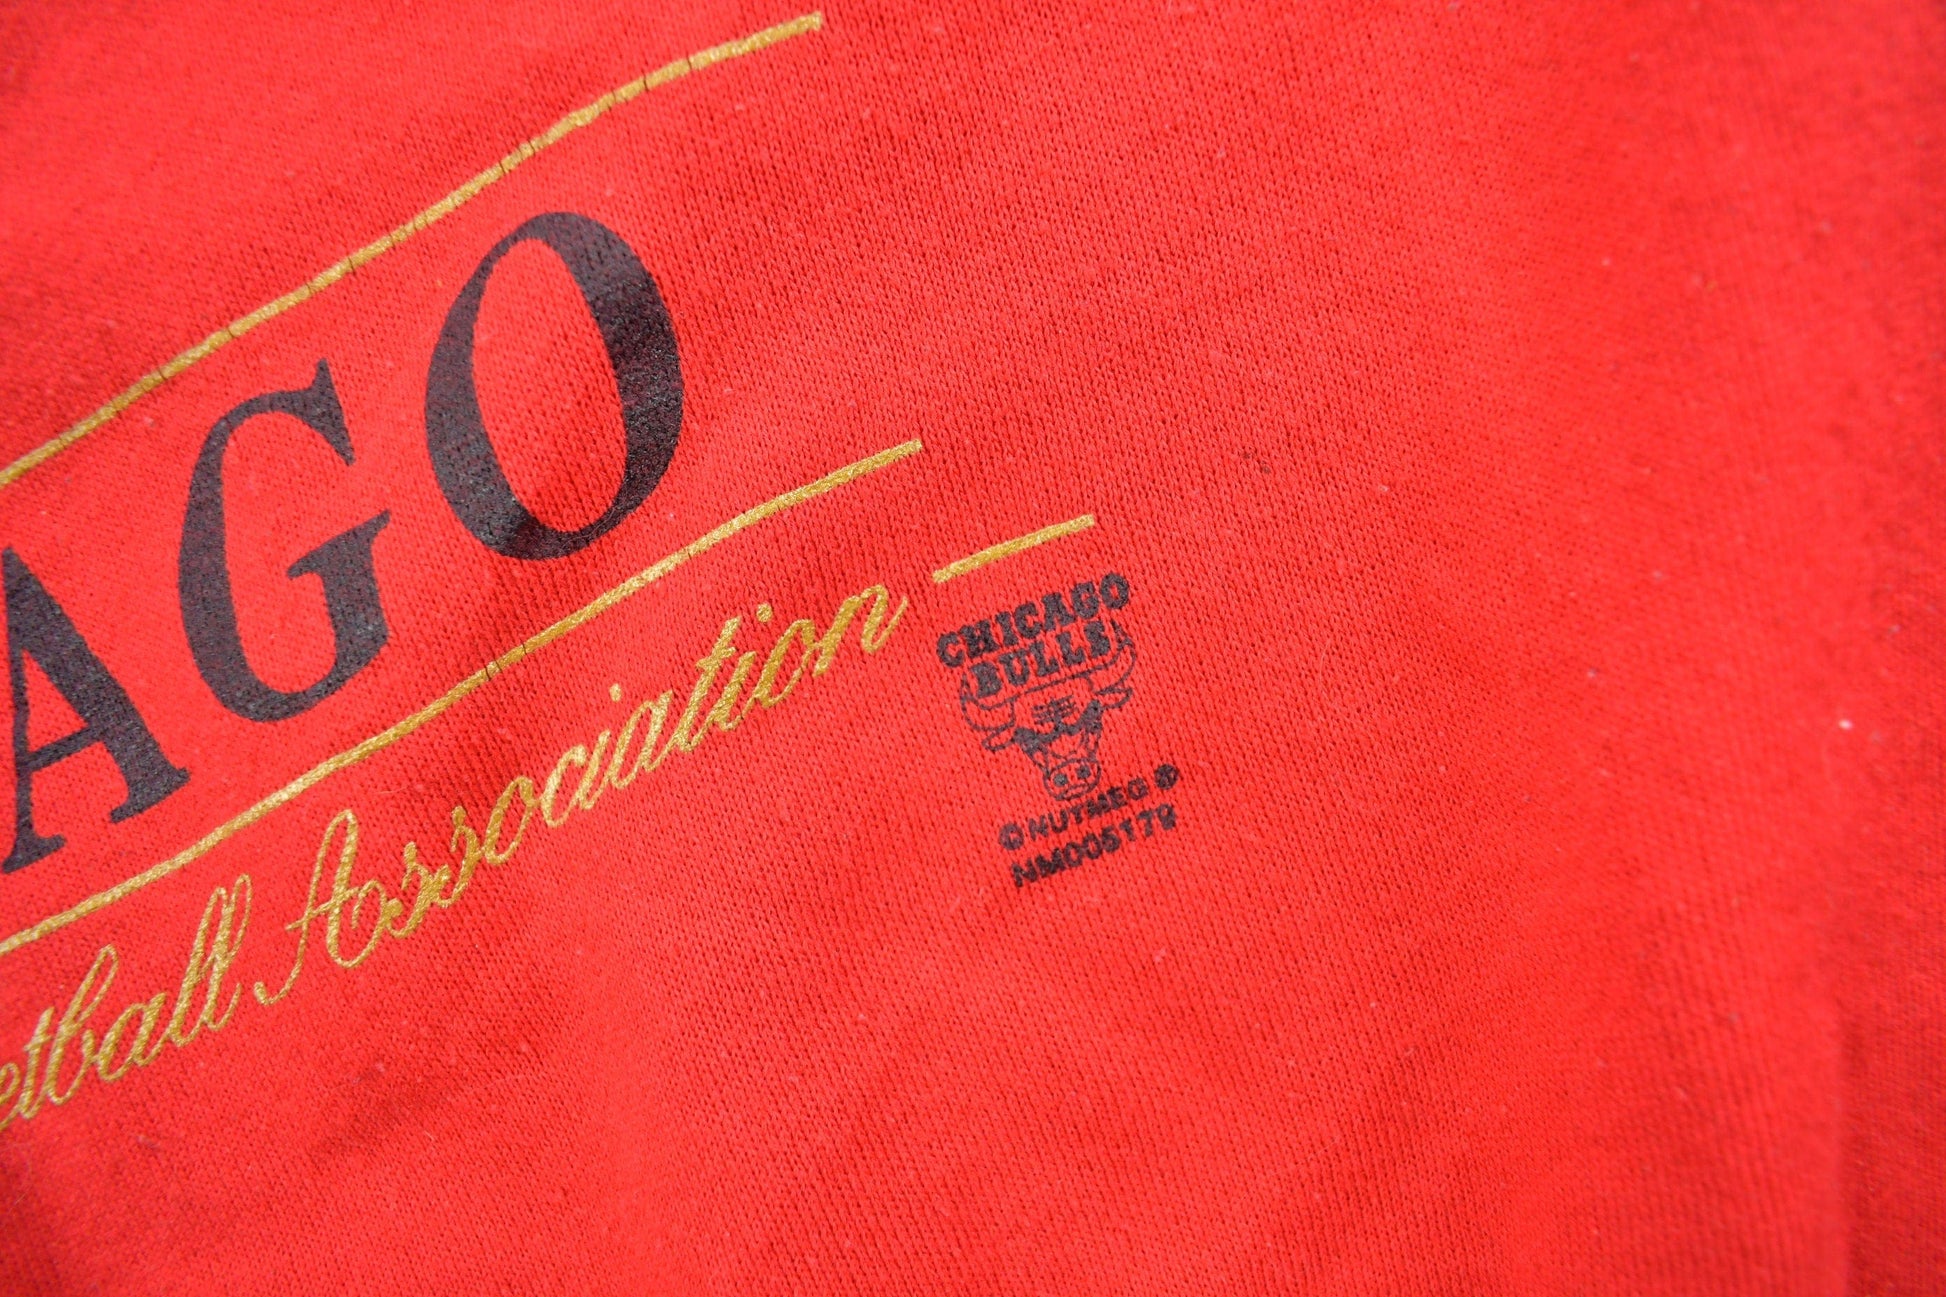 AGO
etball Association
CHICAGO
BULLS
© NUTMEG ®
NM005179